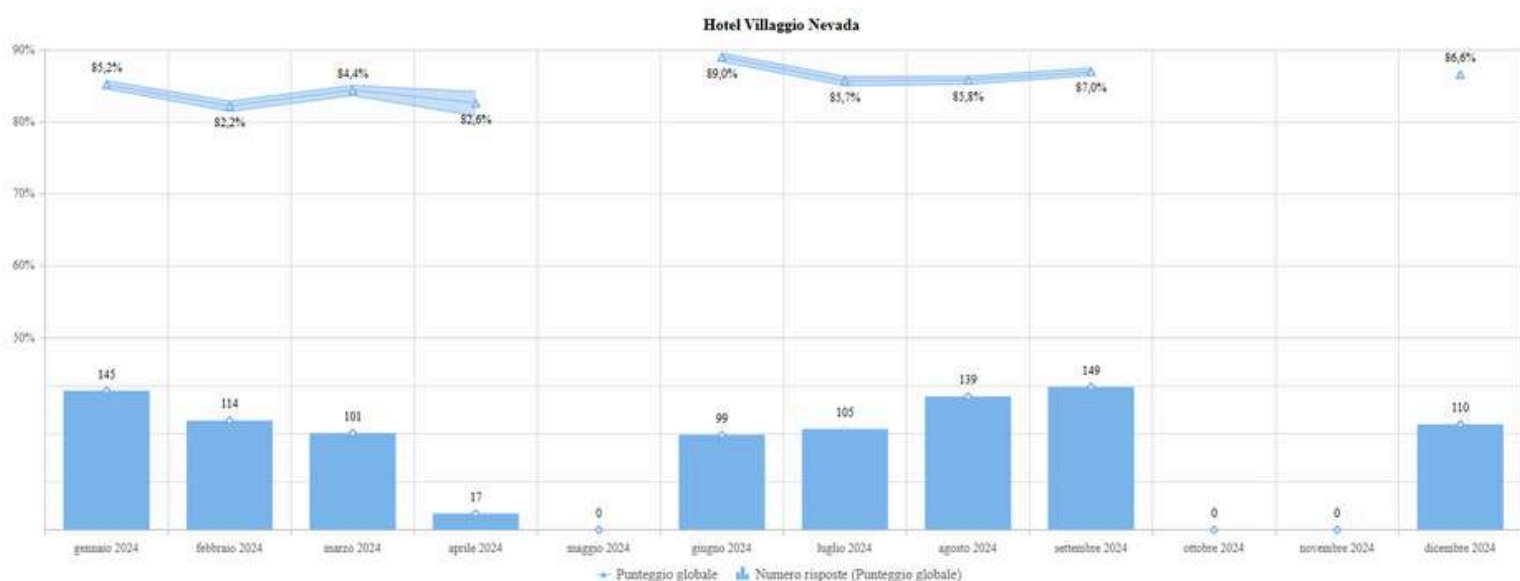 Hotel Villaggio Nevada
90%
85,2%
84,4%
89,0%
85,7%
85,8%
87,0%
86,6%
82,2%
82,6%
80%
70%
60%
50%
145
114
101
17
0
99
105
139
149
0
0
110
gennaio 2024
febbraio 2024
marzo 2024
aprile 2024
maggio 2024
giugno 2024
luglio 2024
agosto 2024
settembre 2024
ottobre 2024
novembre 2024
dicembre 2024
Punteggio globale
Numero risposte (Punteggio globale)